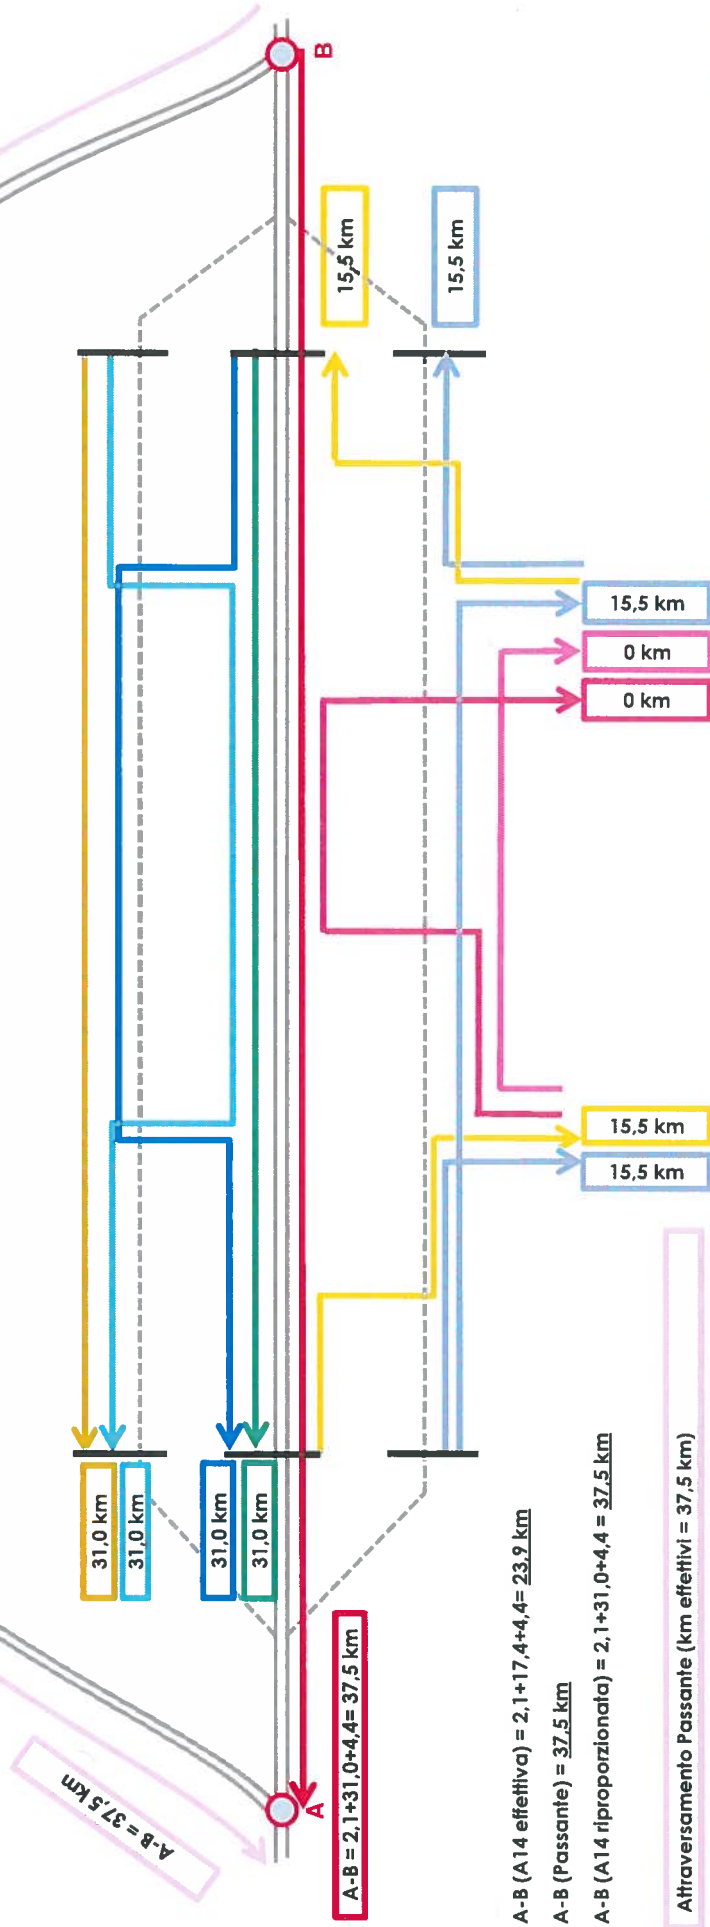 B
15,5 km
15,5 km
15,5 km
0 km
0 km
15,5 km
15,5 km
31,0 km
31,0 km
31,0 km
31,0 km
A
A-B = 37,5 km
A-B = 2,1+31,0+4,4= 37,5 km
A-B (A14 effettiva) = 2,1+17,4+4,4= 23,9 km
A-B (Passante) = 37,5 km
A-B (A14 riproporzionata) = 2,1+31,0+4,4 = 37,5 km
Attraversamento Passante (km effettivi = 37,5 km)